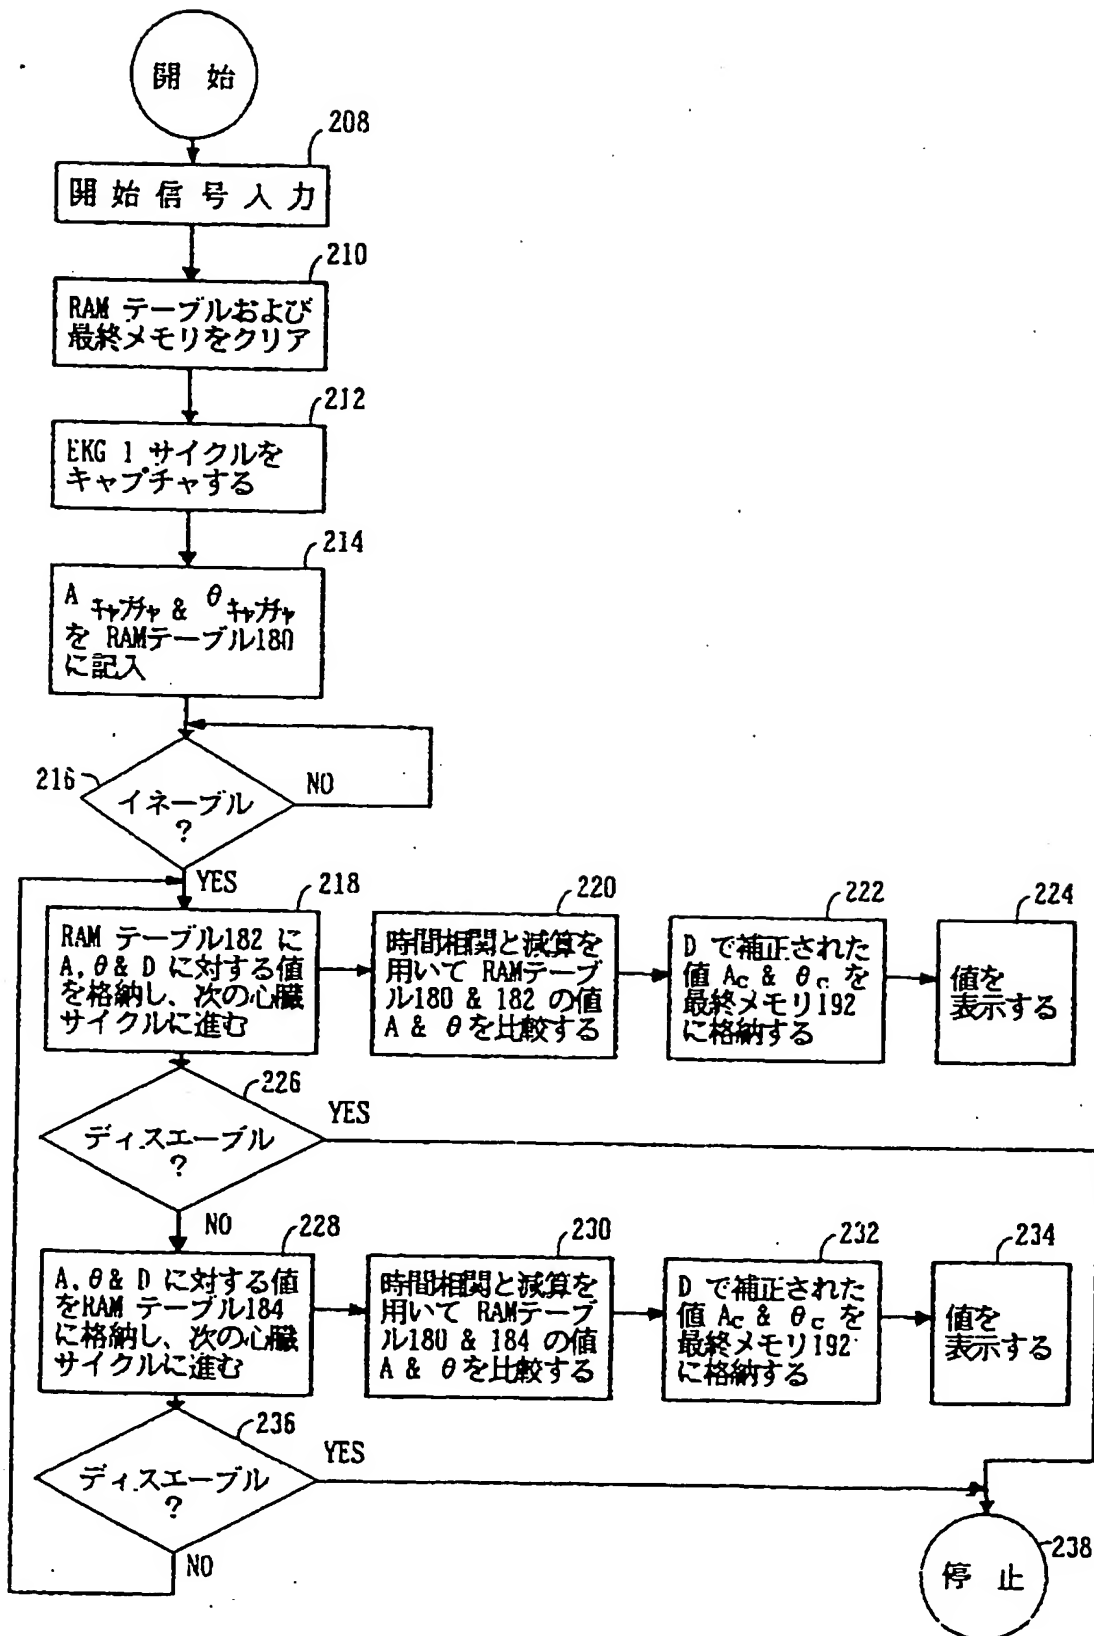 開 始
208
開 始 信 号 入 力
210
RAM テーブルおよび
最終メモリをクリア
212
EKG 1 サイクルを
キャプチャする
214
A キャプチャ & θ キャプチャ
を RAMテーブル180
に記入
216
イネーブル
?
NO
YES
218
RAM テーブル182 に
A, θ & D に対する値
を格納し、次の心臓
サイクルに進む
220
時間相関と減算を
用いて RAMテーブ
ル180 & 182 の値
A & θ を比較する
222
D で補正された
値 Ac & θc を
最終メモリ192
に格納する
224
値を
表示する
226
ディスエーブル
?
YES
NO
228
A, θ & D に対する値
をRAM テーブル184
に格納し、次の心臓
サイクルに進む
230
時間相関と減算を
用いて RAMテーブ
ル180 & 184 の値
A & θ を比較する
232
D で補正された
値 Ac & θc を
最終メモリ192
に格納する
234
値を
表示する
236
ディスエーブル
?
YES
NO
238
停 止